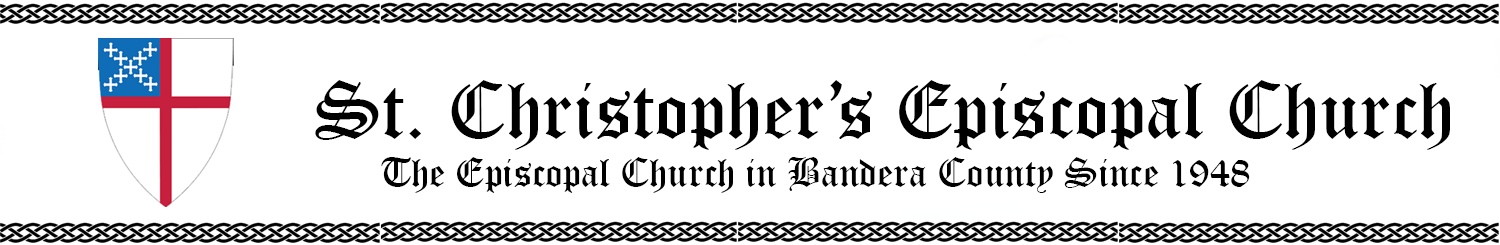 St. Christopher's Episcopal Church
The Episcopal Church in Bandera County Since 1948